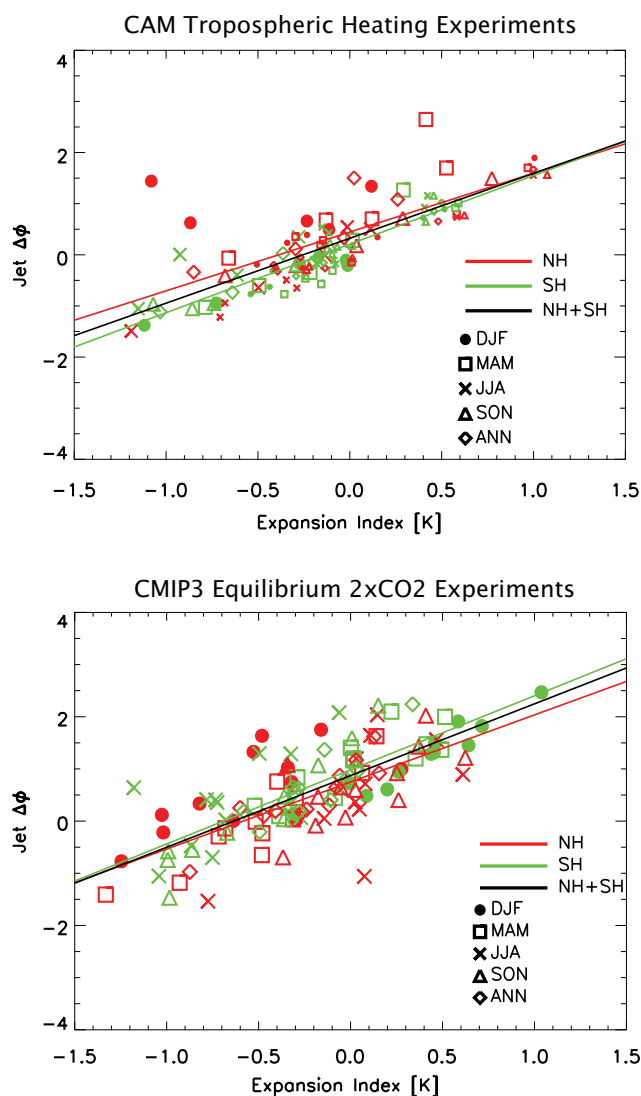 CAM Tropospheric Heating Experiments
4
2
0
-2
-4
Jet Δϕ
NH
SH
NH+SH
DJF
MAM
JJA
SON
ANN
-1.5 -1.0 -0.5 0.0 0.5 1.0 1.5
Expansion Index [K]
CMIP3 Equilibrium 2xCO2 Experiments
4
2
0
-2
-4
Jet Δϕ
NH
SH
NH+SH
DJF
MAM
JJA
SON
ANN
-1.5 -1.0 -0.5 0.0 0.5 1.0 1.5
Expansion Index [K]